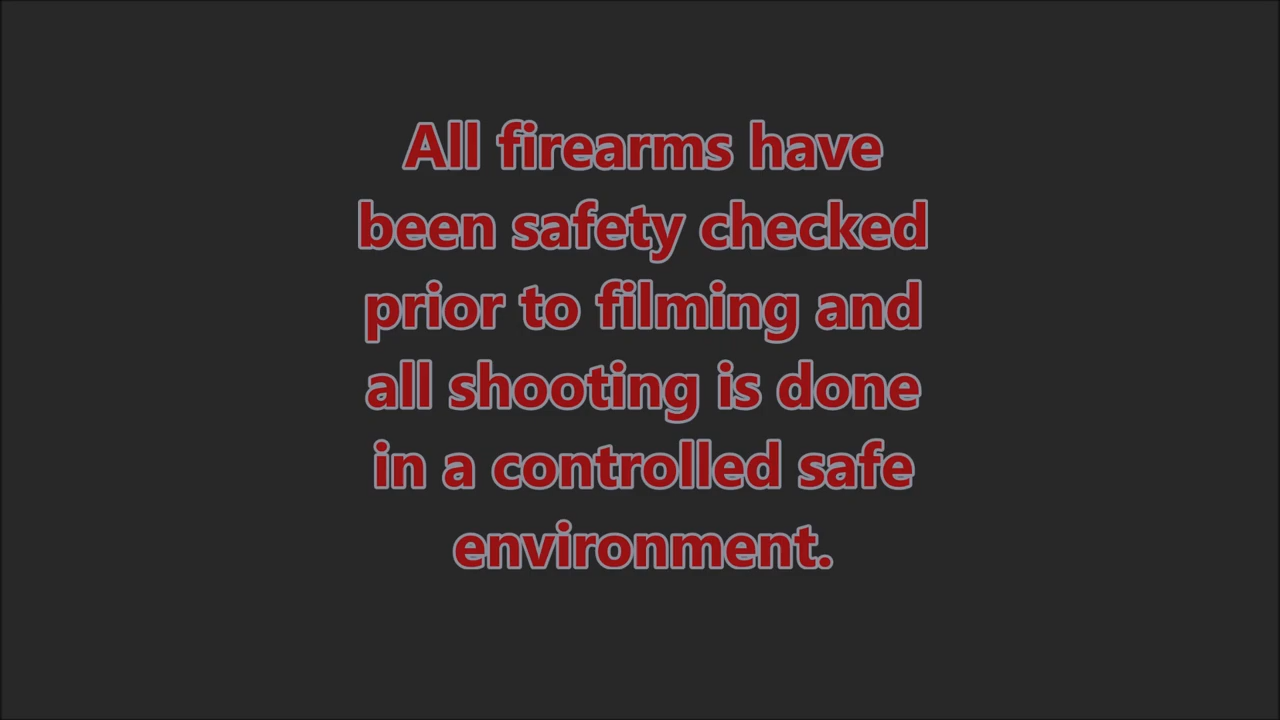 All firearms have
been safety checked
prior to filming and
all shooting is done
in a controlled safe
environment.